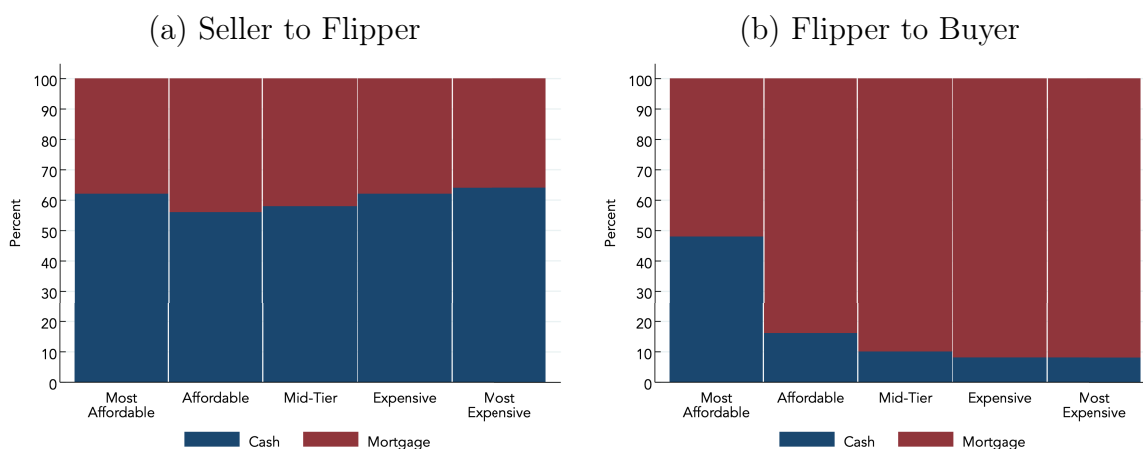 (a) Seller to Flipper
100
90
80
70
60
50
40
30
20
10
0
Percent
Most Affordable
Affordable
Mid-Tier
Expensive
Most Expensive
Cash
Mortgage
(b) Flipper to Buyer
100
90
80
70
60
50
40
30
20
10
0
Percent
Most Affordable
Affordable
Mid-Tier
Expensive
Most Expensive
Cash
Mortgage